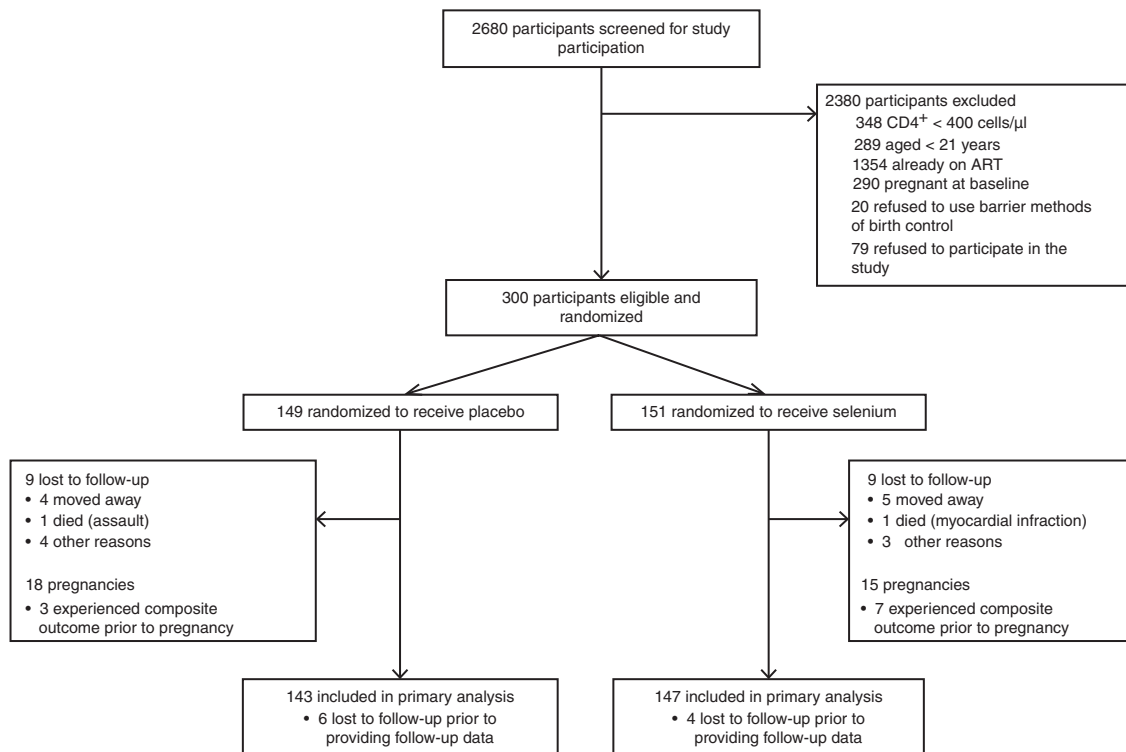 2680 participants screened for study
participation
2380 participants excluded
348 CD4+ < 400 cells/µl
289 aged < 21 years
1354 already on ART
290 pregnant at baseline
20 refused to use barrier methods
of birth control
79 refused to participate in the
study
300 participants eligible and
randomized
149 randomized to receive placebo
151 randomized to receive selenium
9 lost to follow-up
• 4 moved away
• 1 died (assault)
• 4 other reasons
18 pregnancies
• 3 experienced composite
outcome prior to pregnancy
9 lost to follow-up
• 5 moved away
• 1 died (myocardial infraction)
• 3 other reasons
15 pregnancies
• 7 experienced composite
outcome prior to pregnancy
143 included in primary analysis
• 6 lost to follow-up prior to
providing follow-up data
147 included in primary analysis
• 4 lost to follow-up prior to
providing follow-up data